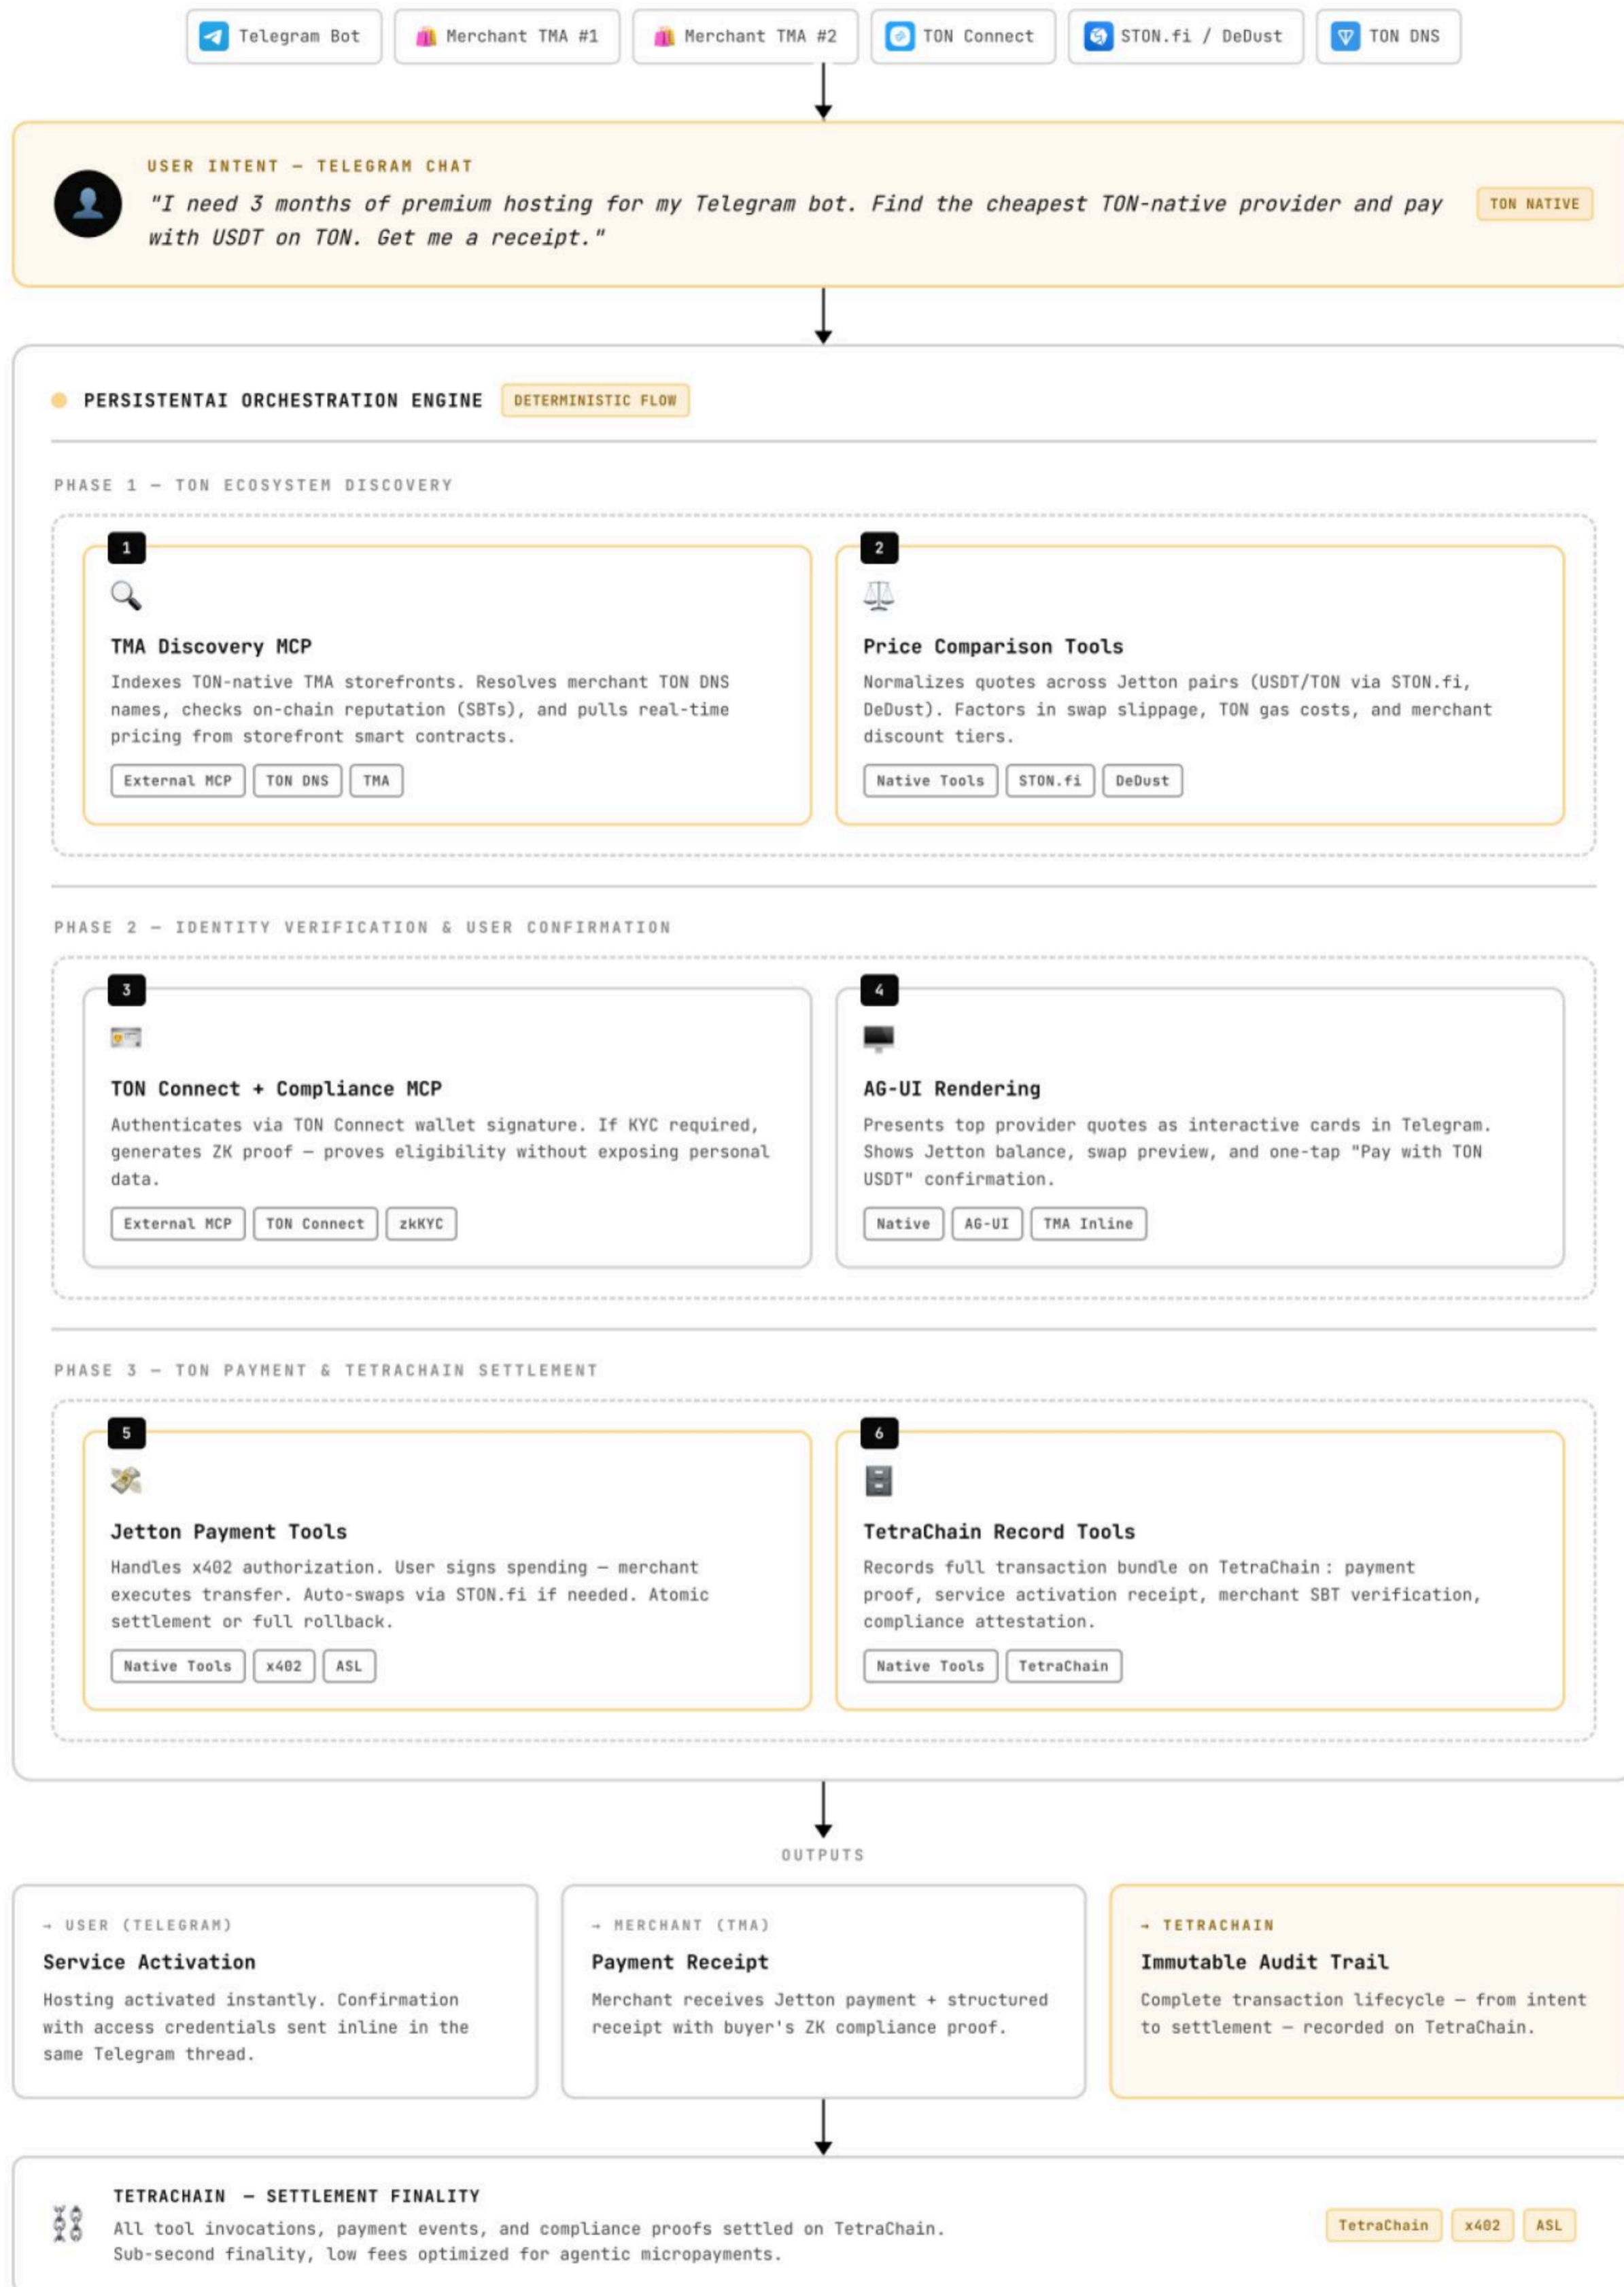 Telegram Bot
Merchant TMA #1
Merchant TMA #2
TON Connect
STON.fi / DeDust
TON DNS
USER INTENT — TELEGRAM CHAT
"I need 3 months of premium hosting for my Telegram bot. Find the cheapest TON-native provider and pay
with USDT on TON. Get me a receipt."
TON NATIVE
PERSISTENTAI ORCHESTRATION ENGINE
DETERMINISTIC FLOW
PHASE 1 — TON ECOSYSTEM DISCOVERY
1
TMA Discovery MCP
Indexes TON-native TMA storefronts. Resolves merchant TON DNS
names, checks on-chain reputation (SBTs), and pulls real-time
pricing from storefront smart contracts.
External MCP
TON DNS
TMA
2
Price Comparison Tools
Normalizes quotes across Jetton pairs (USDT/TON via STON.fi,
DeDust). Factors in swap slippage, TON gas costs, and merchant
discount tiers.
Native Tools
STON.fi
DeDust
PHASE 2 — IDENTITY VERIFICATION & USER CONFIRMATION
3
TON Connect + Compliance MCP
Authenticates via TON Connect wallet signature. If KYC required,
generates ZK proof — proves eligibility without exposing personal
data.
External MCP
TON Connect
zkKYC
4
AG-UI Rendering
Presents top provider quotes as interactive cards in Telegram.
Shows Jetton balance, swap preview, and one-tap "Pay with TON
USDT" confirmation.
Native
AG-UI
TMA Inline
PHASE 3 — TON PAYMENT & TETRACHAIN SETTLEMENT
5
Jetton Payment Tools
Handles x402 authorization. User signs spending — merchant
executes transfer. Auto-swaps via STON.fi if needed. Atomic
settlement or full rollback.
Native Tools
x402
ASL
6
TetraChain Record Tools
Records full transaction bundle on TetraChain: payment
proof, service activation receipt, merchant SBT verification,
compliance attestation.
Native Tools
TetraChain
OUTPUTS
→ USER (TELEGRAM)
Service Activation
Hosting activated instantly. Confirmation
with access credentials sent inline in the
same Telegram thread.
→ MERCHANT (TMA)
Payment Receipt
Merchant receives Jetton payment + structured
receipt with buyer's ZK compliance proof.
→ TETRACHAIN
Immutable Audit Trail
Complete transaction lifecycle — from intent
to settlement — recorded on TetraChain.
TETRACHAIN — SETTLEMENT FINALITY
All tool invocations, payment events, and compliance proofs settled on TetraChain.
Sub-second finality, low fees optimized for agentic micropayments.
TetraChain
x402
ASL